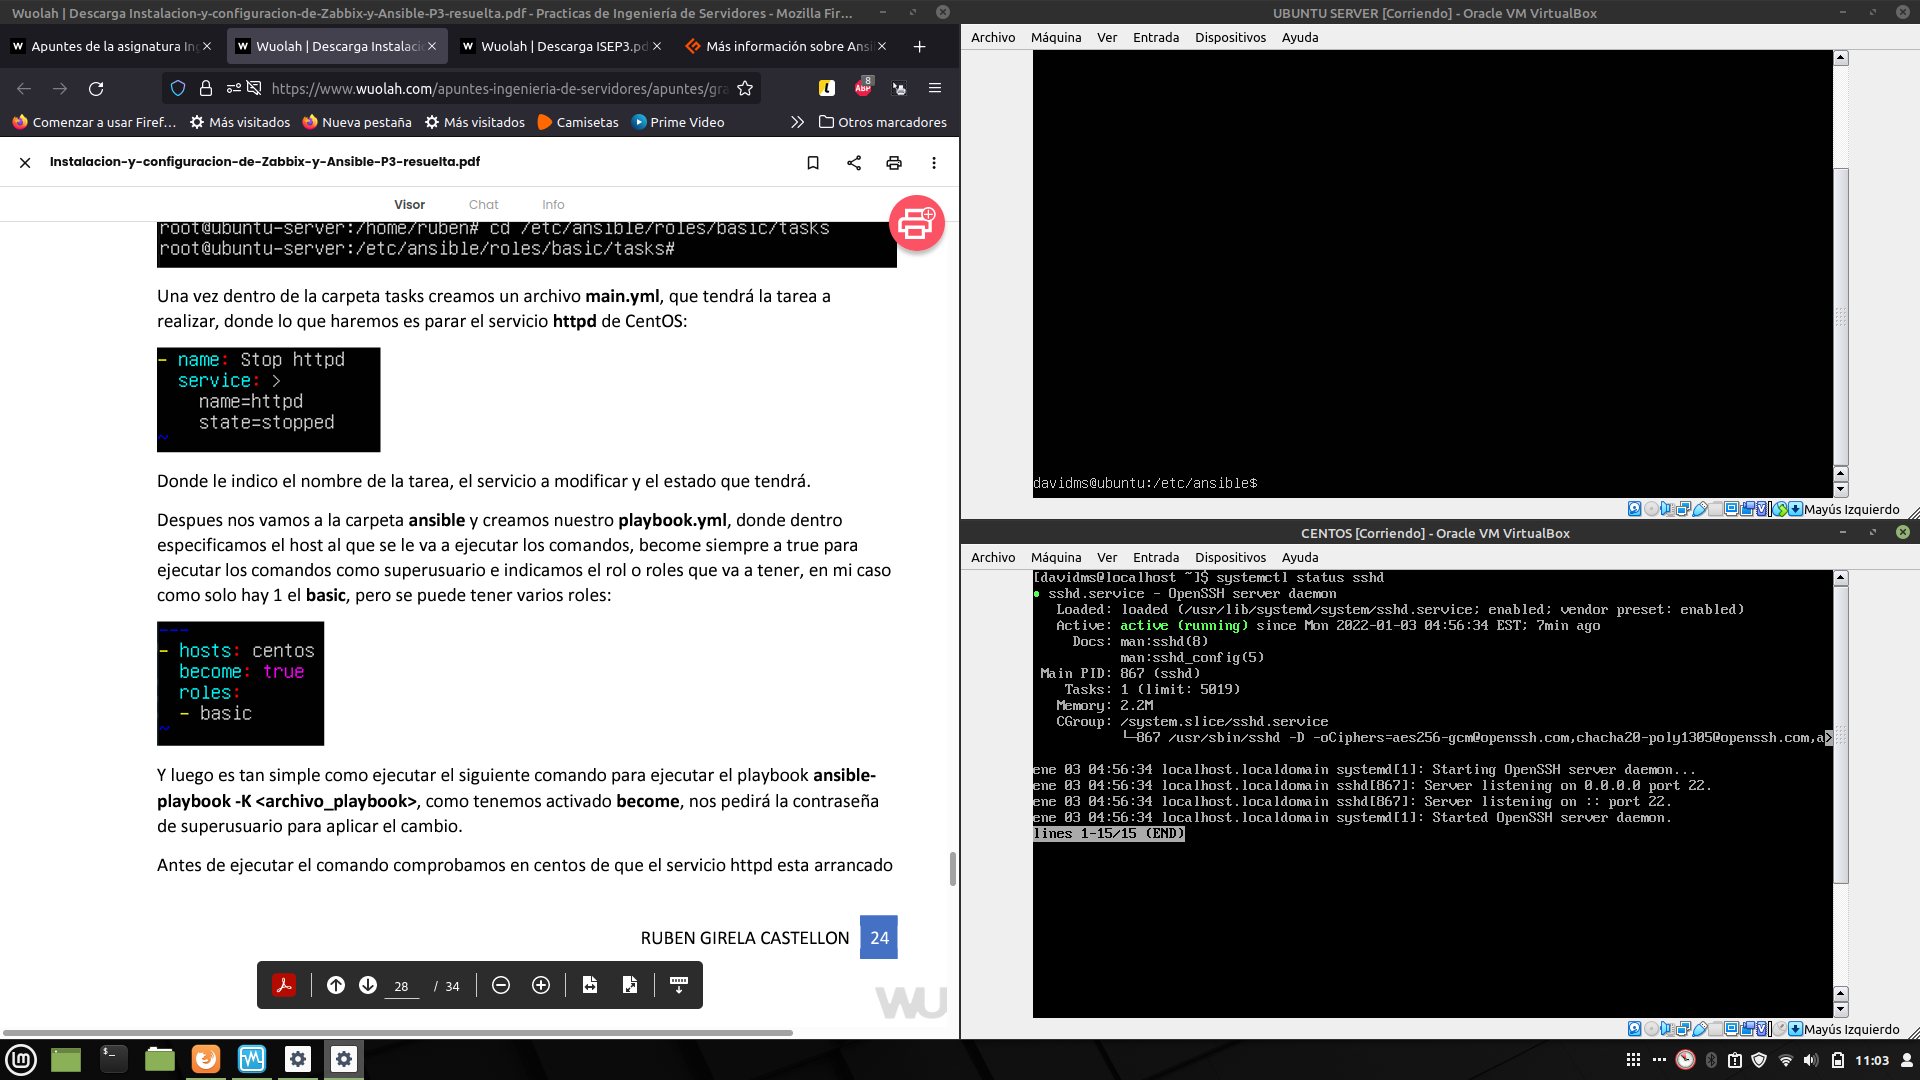 Wuolah | Descarga Instalacion-y-configuracion-de-Zabbix-y-Ansible-P3-resuelta.pdf - Practicas de Ingeniería de Servidores - Mozilla Fir...
W Apuntes de la asignatura In
W Wuolah | Descarga Instalaci
W Wuolah | Descarga ISEP3.pd
Más información sobre Ansi
https://www.wuolah.com/apuntes-ingenieria-de-servidores/apuntes/gra
L
8
ABP
Comenzar a usar Firef...
Más visitados
Nueva pestaña
Más visitados
Camisetas
Prime Video
Otros marcadores
Instalacion-y-configuracion-de-Zabbix-y-Ansible-P3-resuelta.pdf
Visor
Chat
Info
root@ubuntu-server:/home/ruben# cd /etc/ansible/roles/basic/tasks
root@ubuntu-server:/etc/ansible/roles/basic/tasks#
Una vez dentro de la carpeta tasks creamos un archivo main.yml, que tendrá la tarea a
realizar, donde lo que haremos es parar el servicio httpd de CentOS:
- name: Stop httpd
service: >
name=httpd
state=stopped
~
Donde le indico el nombre de la tarea, el servicio a modificar y el estado que tendrá.
Despues nos vamos a la carpeta ansible y creamos nuestro playbook.yml, donde dentro
especificamos el host al que se le va a ejecutar los comandos, become siempre a true para
ejecutar los comandos como superusuario e indicamos el rol o roles que va a tener, en mi caso
como solo hay 1 el basic, pero se puede tener varios roles:
---
- hosts: centos
become: true
roles:
- basic
~
Y luego es tan simple como ejecutar el siguiente comando para ejecutar el playbook ansible-
playbook -K <archivo_playbook>, como tenemos activado become, nos pedirá la contraseña
de superusuario para aplicar el cambio.
Antes de ejecutar el comando comprobamos en centos de que el servicio httpd esta arrancado
RUBEN GIRELA CASTELLON 24
28 / 34
WU
UBUNTU SERVER [Corriendo] - Oracle VM VirtualBox
Archivo Máquina Ver Entrada Dispositivos Ayuda
davidms@ubuntu:/etc/ansible$
Mayús Izquierdo
CENTOS [Corriendo] - Oracle VM VirtualBox
Archivo Máquina Ver Entrada Dispositivos Ayuda
[davidms@localhost ~]$ systemctl status sshd
● sshd.service - OpenSSH server daemon
Loaded: loaded (/usr/lib/systemd/system/sshd.service; enabled; vendor preset: enabled)
Active: active (running) since Mon 2022-01-03 04:56:34 EST; 7min ago
Docs: man:sshd(8)
man:sshd_config(5)
Main PID: 867 (sshd)
Tasks: 1 (limit: 5019)
Memory: 2.2M
CGroup: /system.slice/sshd.service
└─867 /usr/sbin/sshd -D -oCiphers=aes256-gcm@openssh.com,chacha20-poly1305@openssh.com,a>
ene 03 04:56:34 localhost.localdomain systemd[1]: Starting OpenSSH server daemon...
ene 03 04:56:34 localhost.localdomain sshd[867]: Server listening on 0.0.0.0 port 22.
ene 03 04:56:34 localhost.localdomain sshd[867]: Server listening on :: port 22.
ene 03 04:56:34 localhost.localdomain systemd[1]: Started OpenSSH server daemon.
lines 1-15/15 (END)
Mayús Izquierdo
11:03